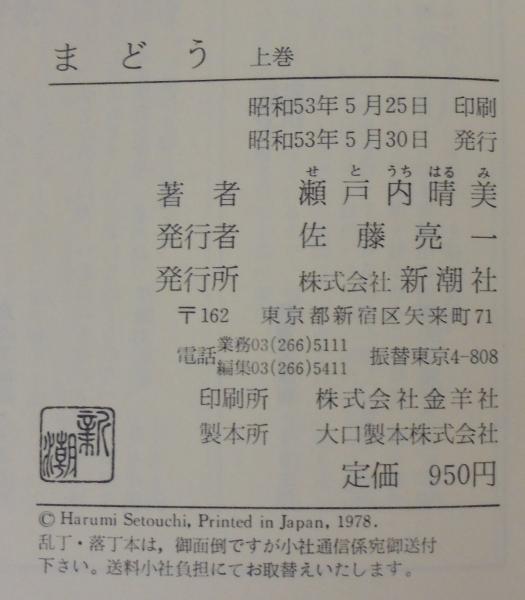 まどう 上巻
昭和53年5月25日 印刷
昭和53年5月30日 発行
せ と うち はる み
著者 瀬戸内晴美
発行者 佐藤亮一
発行所 株式会社 新潮社
〒162 東京都新宿区矢来町71
電話 業務03(266)5111 振替東京4-808
編集03(266)5411
印刷所 株式会社金羊社
製本所 大口製本株式会社
定価 950円
新潮
© Harumi Setouchi, Printed in Japan, 1978.
乱丁・落丁本は，御面倒ですが小社通信係宛御送付
下さい。送料小社負担にてお取替えいたします。